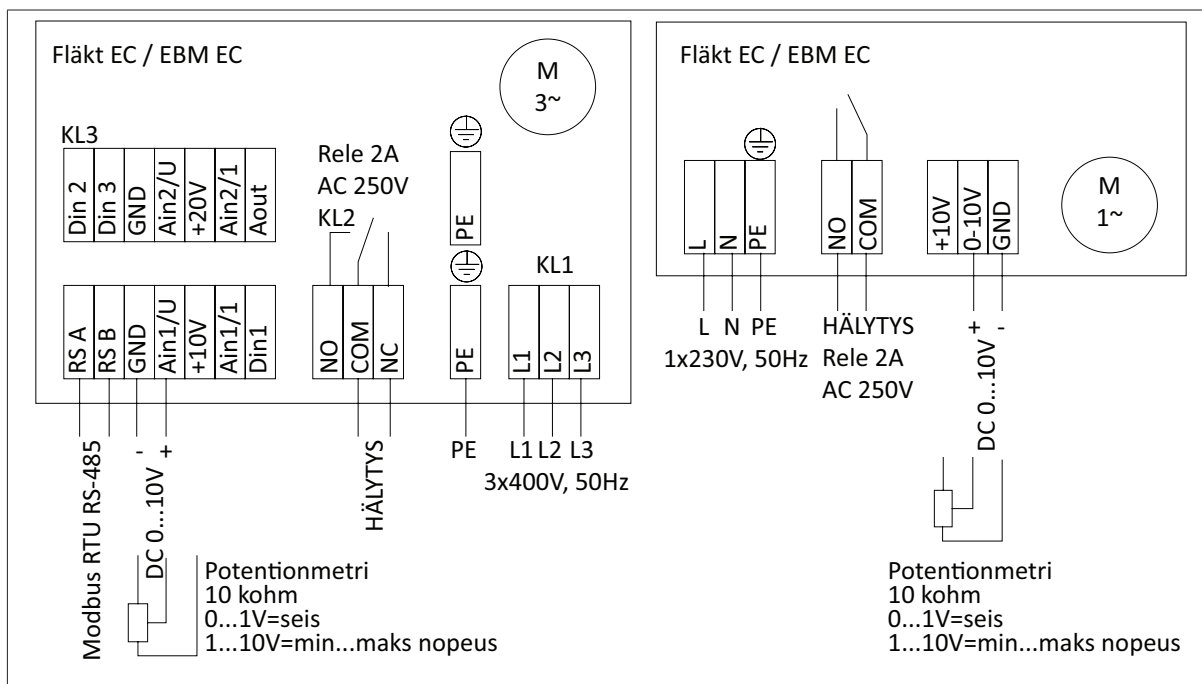 Fläkt EC / EBM EC
M
3~
KL3
Din 2
Din 3
GND
Ain2/U
+20V
Ain2/1
Aout
Rele 2A
AC 250V
KL2
PE
KL1
RS A
RS B
GND
Ain1/U
+10V
Ain1/1
Din1
NO
COM
NC
PE
L1
L2
L3
Modbus RTU RS-485
DC 0...10V
-
+
HÄLYTYS
PE
L1 L2 L3
3x400V, 50Hz
Potentionmetri
10 kohm
0...1V=seis
1...10V=min...maks nopeus
Fläkt EC / EBM EC
M
1~
L
N
PE
NO
COM
+10V
0-10V
GND
L N PE
1x230V, 50Hz
HÄLYTYS
Rele 2A
AC 250V
+ -
DC 0...10V
Potentionmetri
10 kohm
0...1V=seis
1...10V=min...maks nopeus